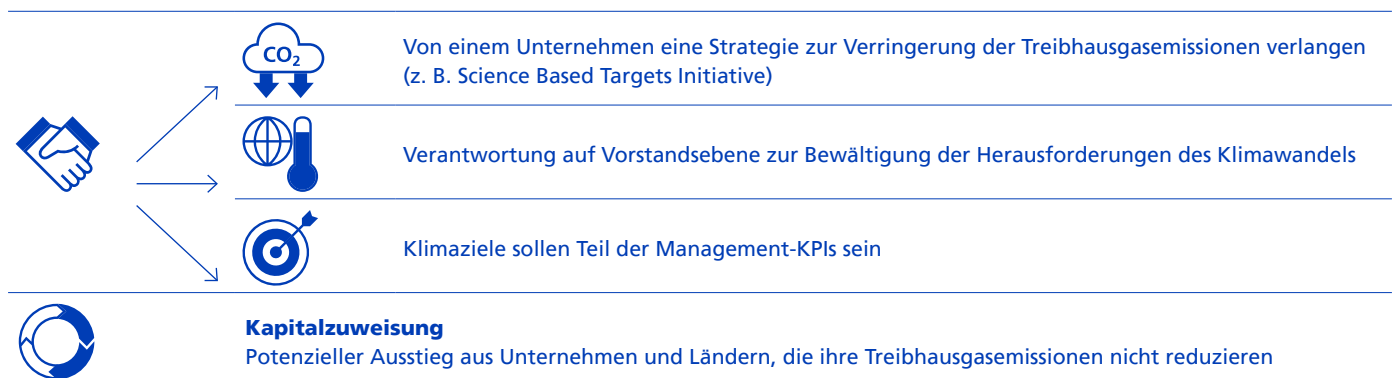 CO₂
Von einem Unternehmen eine Strategie zur Verringerung der Treibhausgasemissionen verlangen
(z. B. Science Based Targets Initiative)
Verantwortung auf Vorstandsebene zur Bewältigung der Herausforderungen des Klimawandels
Klimaziele sollen Teil der Management-KPIs sein
Kapitalzuweisung
Potenzieller Ausstieg aus Unternehmen und Ländern, die ihre Treibhausgasemissionen nicht reduzieren